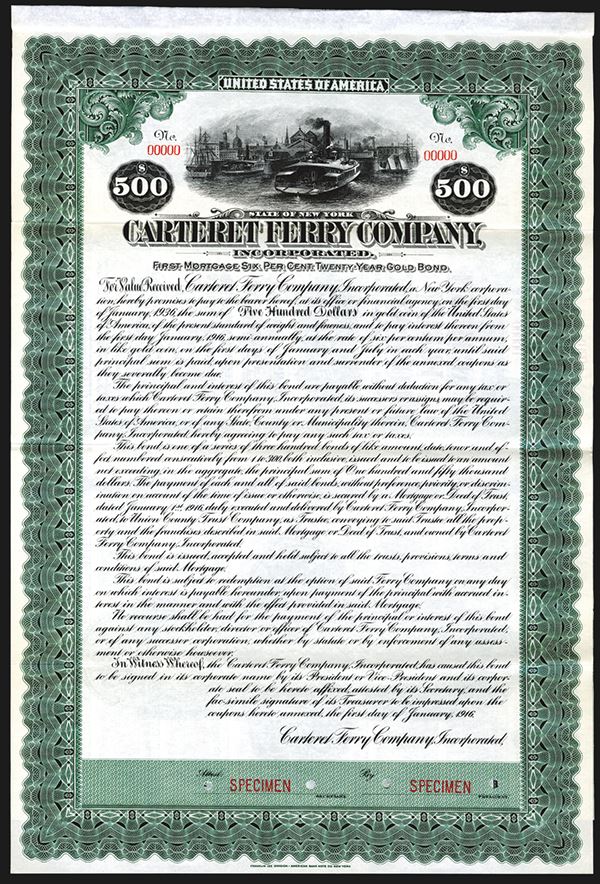 UNITED STATES OF AMERICA
No. 00000
No. 00000
$ 500
$ 500
STATE OF NEW YORK
CARTERET FERRY COMPANY,
INCORPORATED.
FIRST MORTGAGE SIX PER CENT TWENTY-YEAR GOLD BOND.
For Value Received, Carteret Ferry Company, Incorporated, a New York corpora-
tion, hereby promises to pay to the bearer hereof, at its office or financial agency, on the first day
of January, 1936, the sum of Five Hundred Dollars in gold coin of the United States
of America, of the present standard of weight and fineness, and to pay interest thereon from
the first day January, 1916, semi-annually, at the rate of six per centum per annum,
in like gold coin, on the first days of January and July in each year until said
principal sum is paid upon presentation and surrender of the annexed coupons as
they severally become due.
The principal and interest of this bond are payable without deduction for any tax or
taxes which Carteret Ferry Company, Incorporated, its successors or assigns, may be requir-
ed to pay thereon or retain therefrom under any present or future law of the United
States of America, or of any State, County or Municipality therein, Carteret Ferry Com-
pany, Incorporated, hereby agreeing to pay any such tax or taxes.
This bond is one of a series of three hundred bonds of like amount, date, tenor and ef-
fect numbered consecutively from 1 to 300, both inclusive, issued and to be issued to an amount
not exceeding, in the aggregate, the principal sum of One hundred and fifty thousand
dollars. The payment of each and all of said bonds, without preference, priority, or discrim-
ination on account of the time of issue or otherwise, is secured by a Mortgage or Deed of Trust,
dated January 1st, 1916, duly executed and delivered by Carteret Ferry Company, Incorpor-
ated, to Union County Trust Company, as Trustee, conveying to said Trustee all the prop-
erty and the franchises described in said Mortgage or Deed of Trust, and owned by Carteret
Ferry Company, Incorporated.
This bond is issued, accepted and held subject to all the trusts, provisions, terms and
conditions of said Mortgage.
This bond is subject to redemption at the option of said Ferry Company on any day
on which interest is payable hereunder, upon payment of the principal with accrued in-
terest in the manner and with the effect provided in said Mortgage.
No recourse shall be had for the payment of the principal or interest of this bond
against any stockholder, director or officer of Carteret Ferry Company, Incorporated,
or of any successor corporation, whether by statute or by enforcement of any assess-
ment or otherwise howsoever.
In Witness Whereof, the Carteret Ferry Company, Incorporated, has caused this bond
to be signed in its corporate name by its President or Vice-President and its corpor-
ate seal to be hereto affixed, attested by its Secretary, and the
fac-simile signature of its Treasurer to be impressed upon the
coupons hereto annexed, the first day of January, 1916.
Carteret Ferry Company, Incorporated,
Attest: SPECIMEN SECRETARY.
By SPECIMEN PRESIDENT.